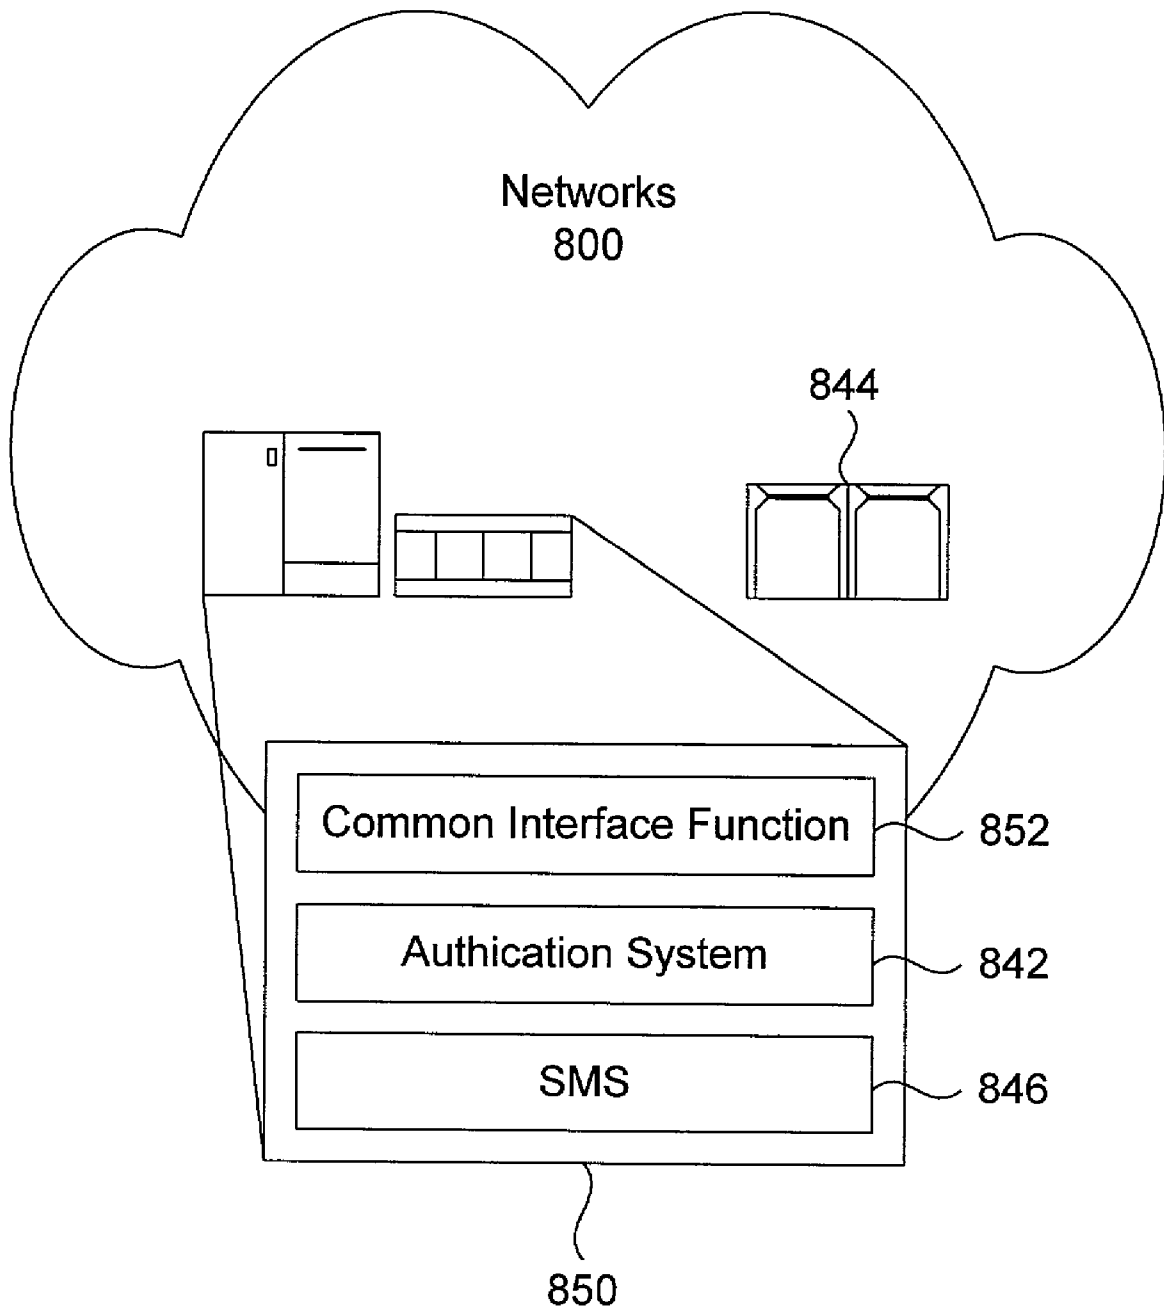 Networks
800
844
Common Interface Function
852
Authication System
842
SMS
846
850